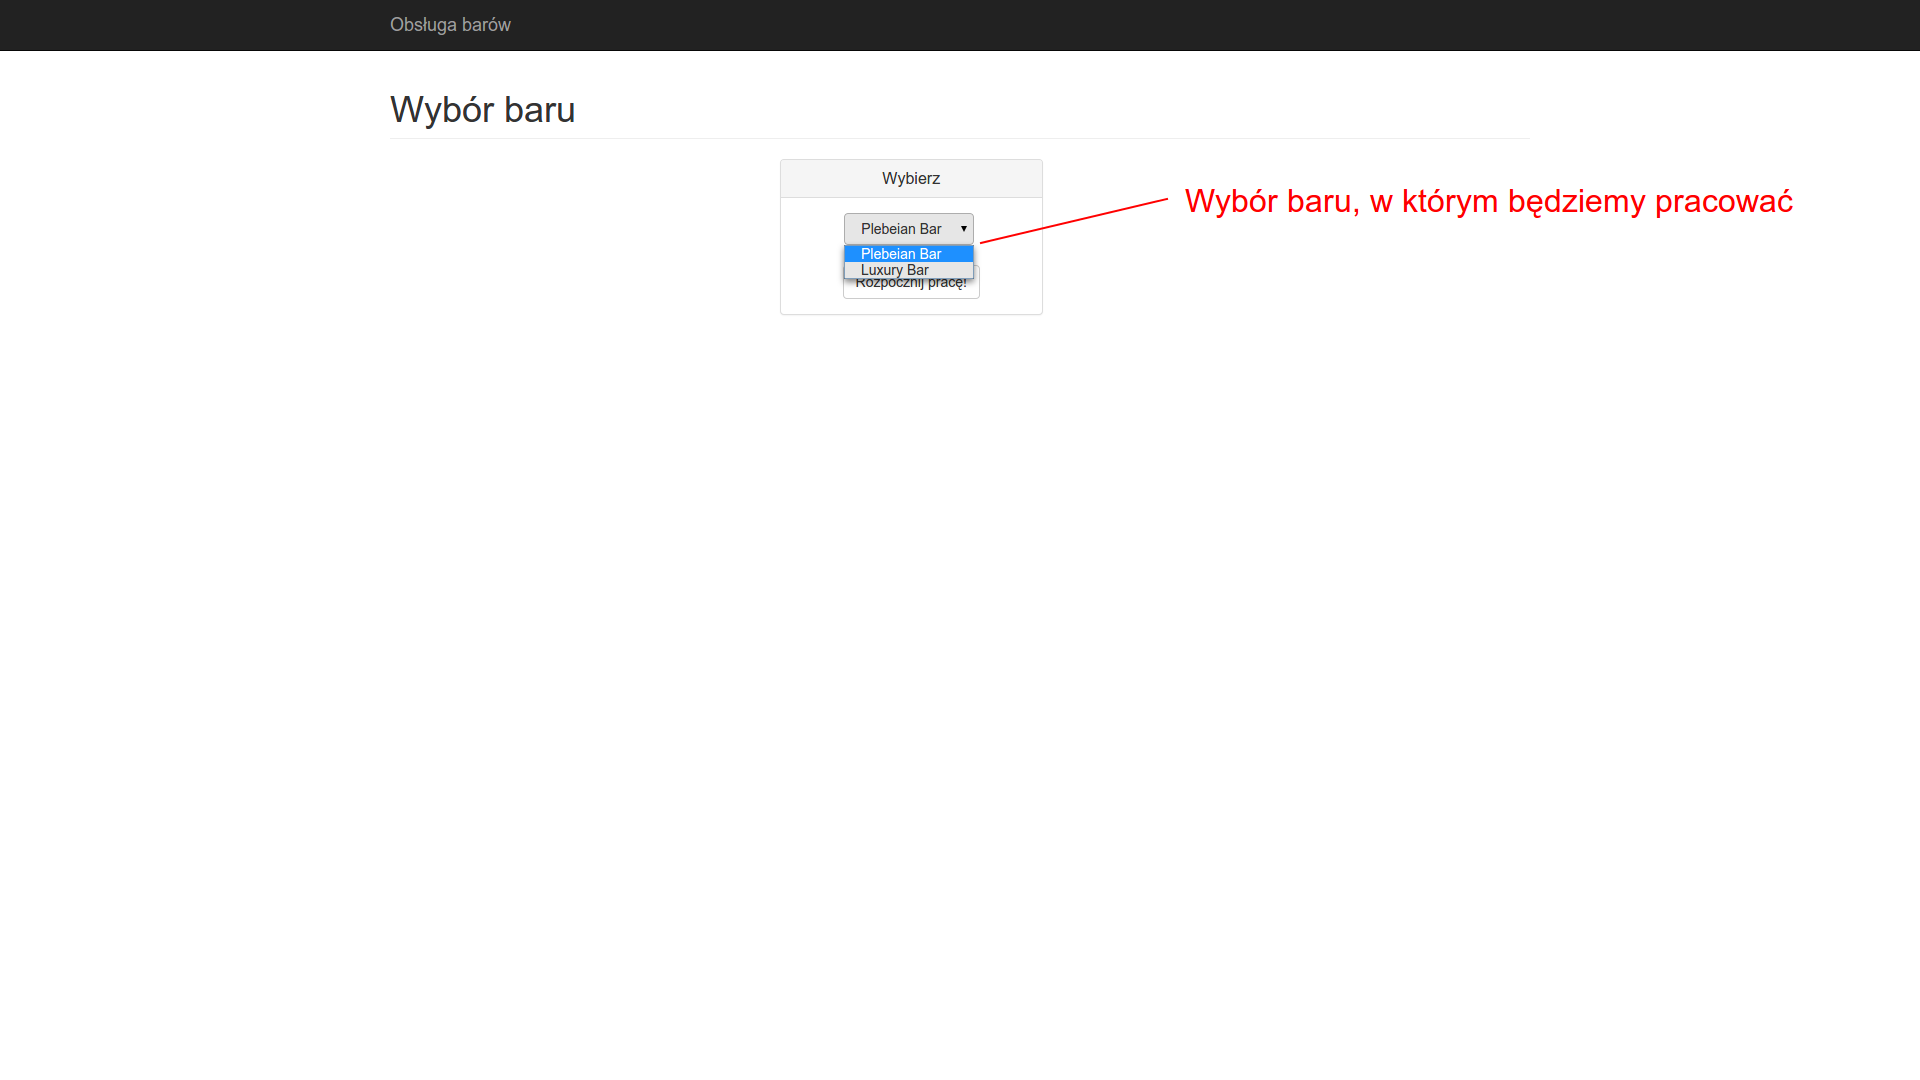 Obsługa barów
Wybór baru
Wybierz
Wybór baru, w którym będziemy pracować
Plebeian Bar
Plebeian Bar
Luxury Bar
Rozpocznij pracę!